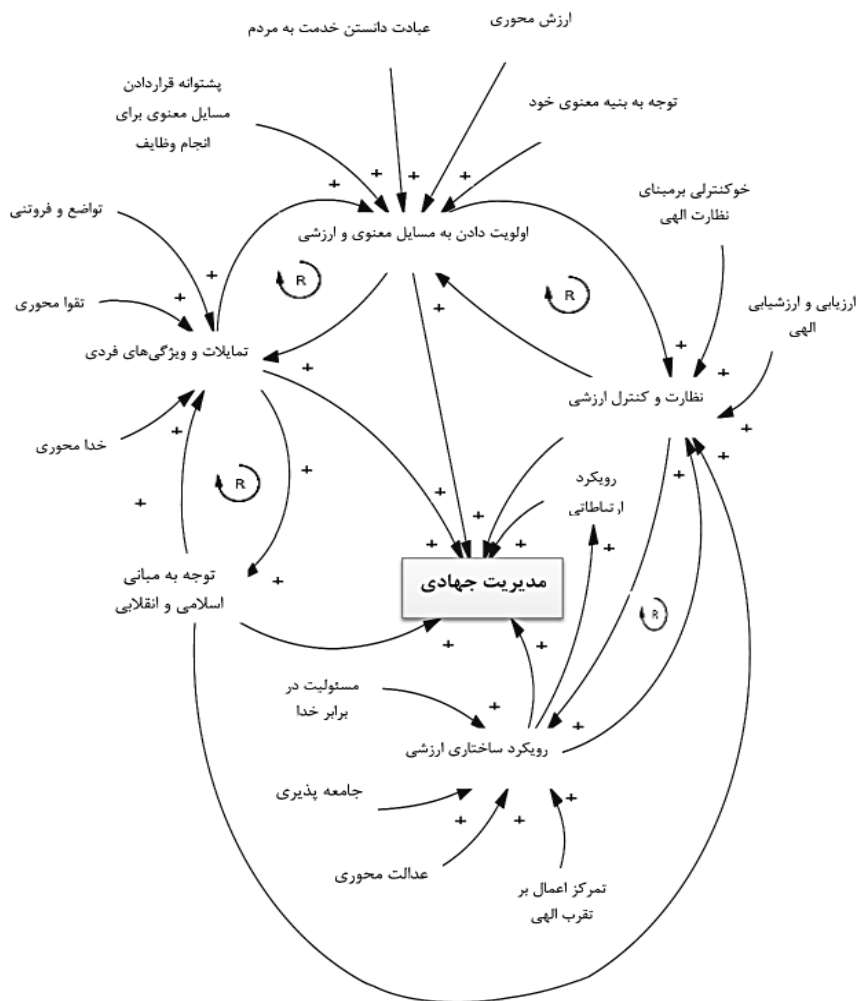 ارزش محوری
عبادت دانستن خدمت به مردم
پشتوانه قراردادن
مسایل معنوی برای
انجام وظایف
توجه به بنیه معنوی خود
خوکنترلی برمبنای
نظارت الهی
تواضع و فروتنی
اولویت دادن به مسایل معنوی و ارزشی
ارزیابی و ارزشیابی
الهی
تقوا محوری
تمایلات و ویژگی‌های فردی
نظارت و کنترل ارزشی
خدا محوری
رویکرد
ارتباطاتی
توجه به مبانی
اسلامی و انقلابی
مدیریت جهادی
مسئولیت در
برابر خدا
رویکرد ساختاری ارزشی
جامعه پذیری
عدالت محوری
تمرکز اعمال بر
تقرب الهی
R
R
R
R